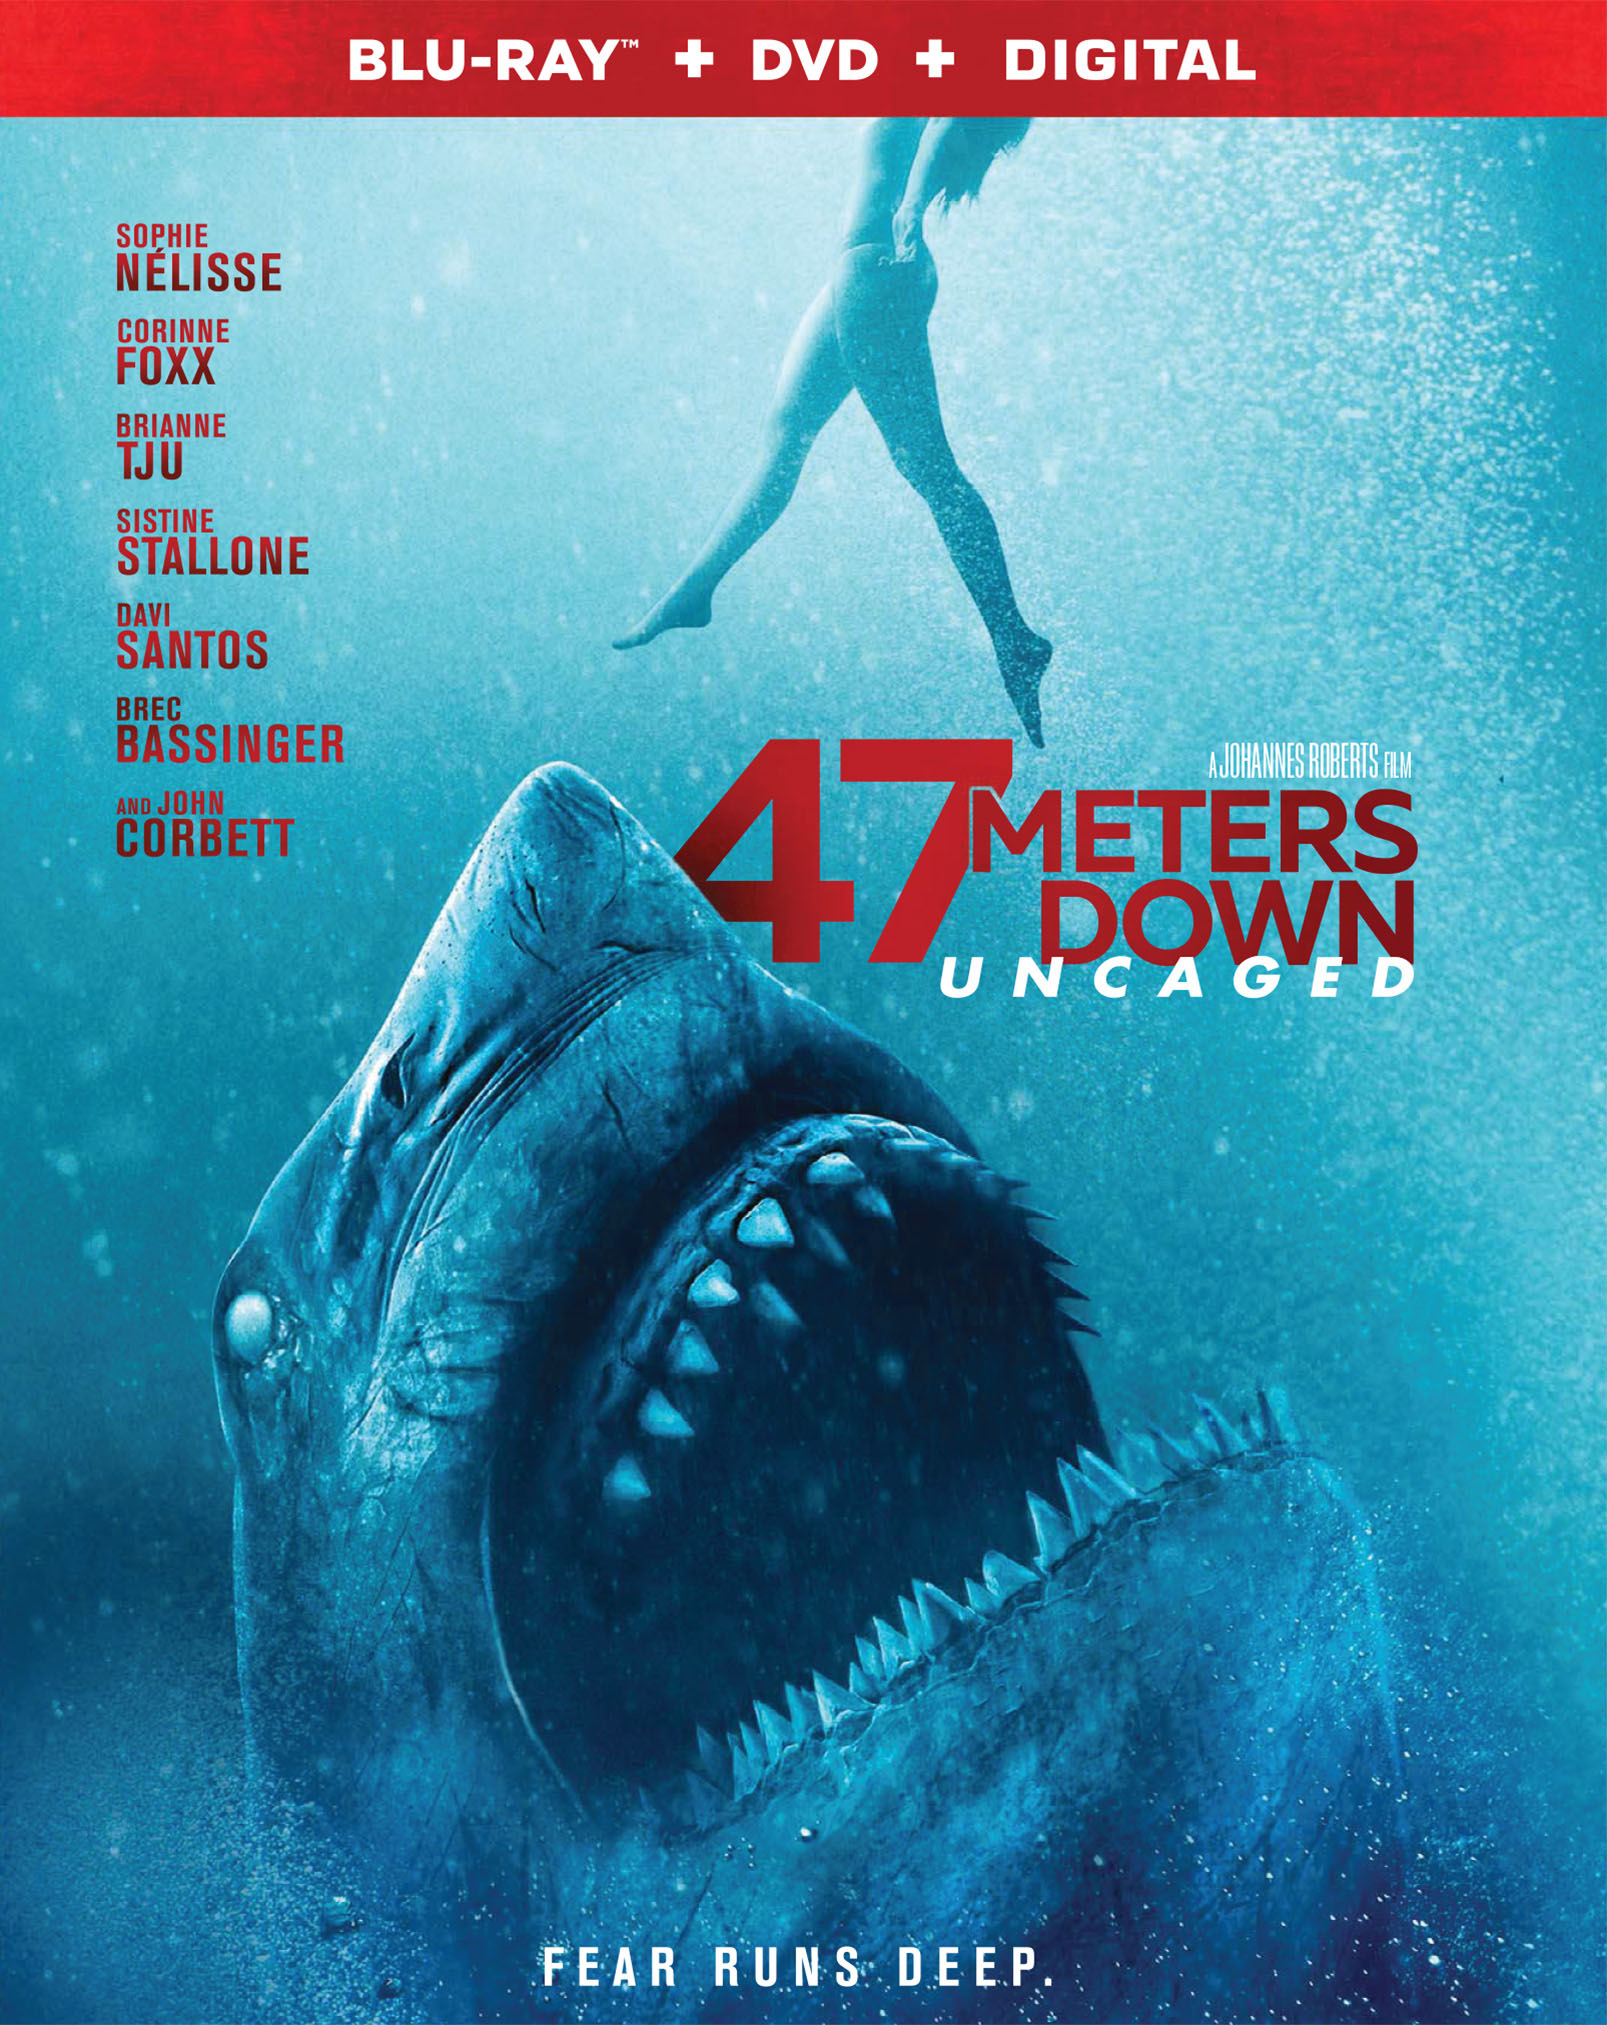 BLU-RAY™ + DVD + DIGITAL
SOPHIE
NÉLISSE
CORINNE
FOXX
BRIANNE
TJU
SISTINE
STALLONE
DAVI
SANTOS
BREC
BASSINGER
AND JOHN
CORBETT
A JOHANNES ROBERTS FILM
47 METERS
DOWN
UNCAGED
FEAR RUNS DEEP.